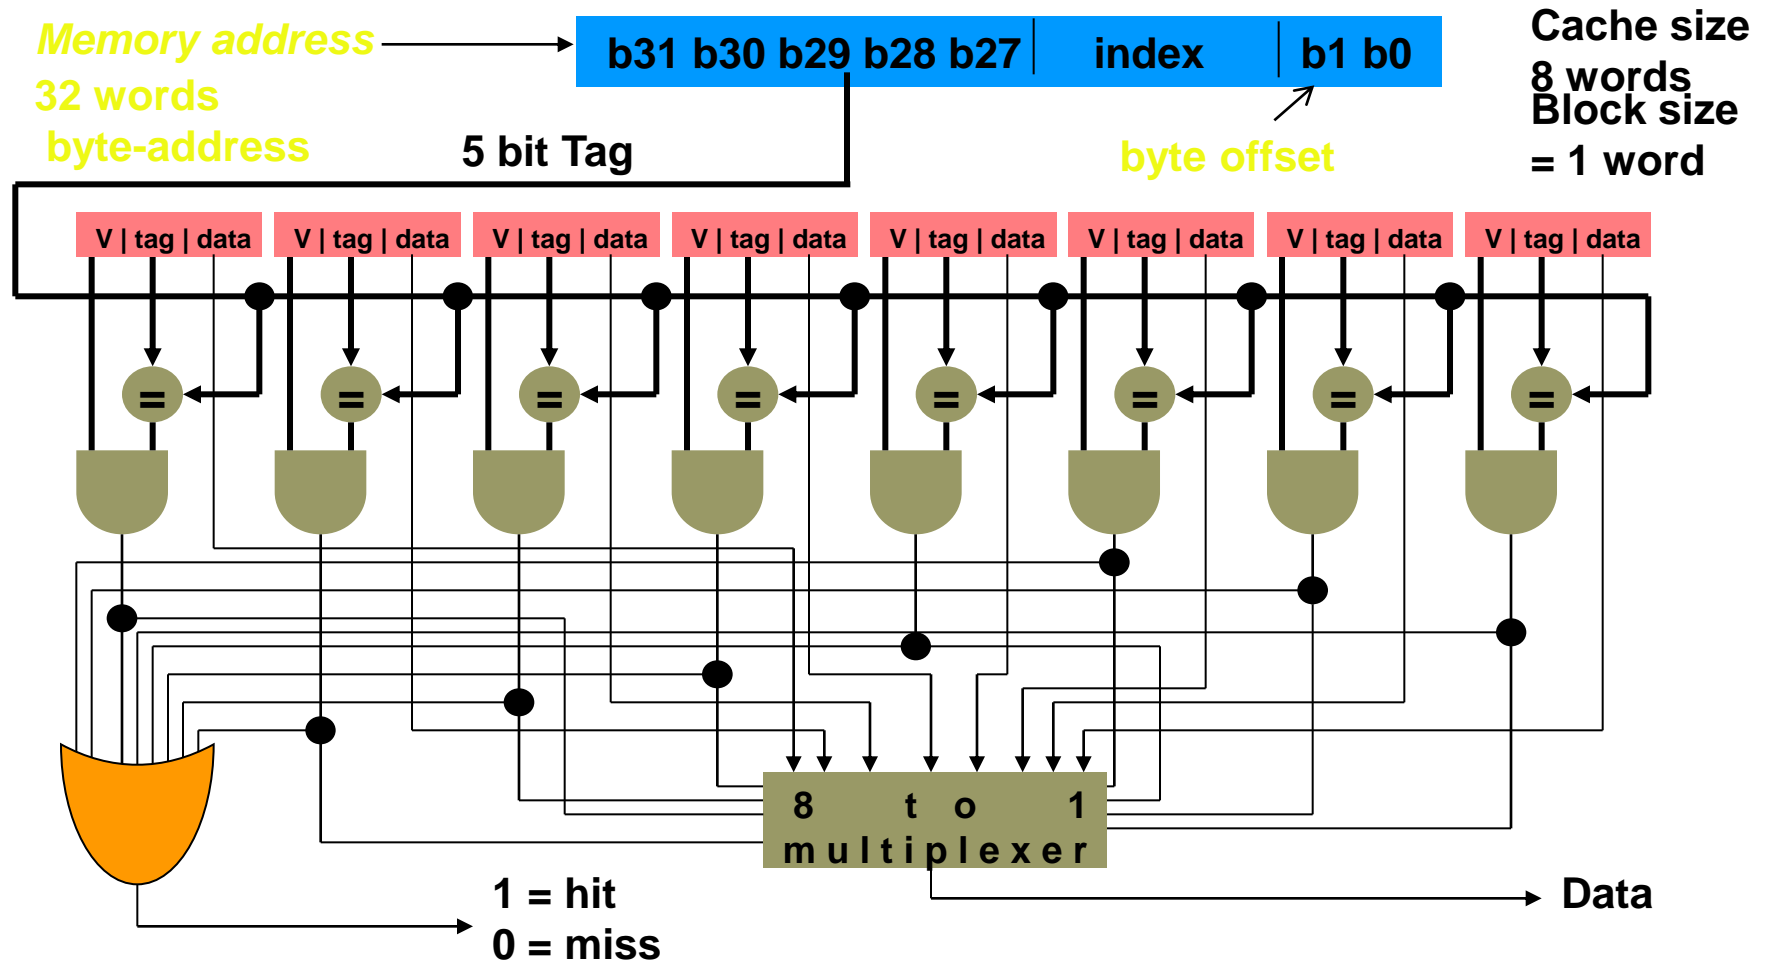 Memory address
32 words
byte-address
b31 b30 b29 b28 b27 | index | b1 b0
Cache size
8 words
Block size
= 1 word
5 bit Tag
byte offset
V | tag | data V | tag | data V | tag | data V | tag | data V | tag | data V | tag | data V | tag | data V | tag | data
= = = = = = = =
8 to 1
multiplexer
1 = hit
0 = miss
Data